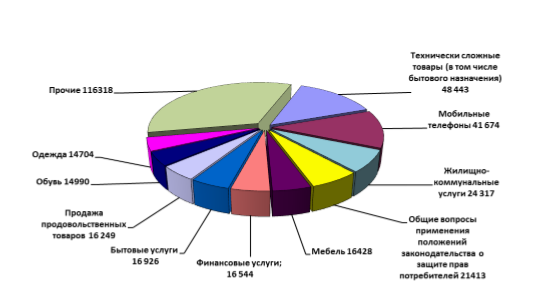 Технически сложные
товары (в том числе
бытового назначения)
48 443
Прочие 116318
Мобильные
телефоны 41 674
Одежда 14704
Жилищно-
коммунальные
услуги 24 317
Обувь 14990
Продажа
продовольственных
товаров 16 249
Общие вопросы
применения
положений
законодательства о
защите прав
потребителей 21413
Бытовые услуги
16 926
Финансовые услуги;
16 544
Мебель 16428